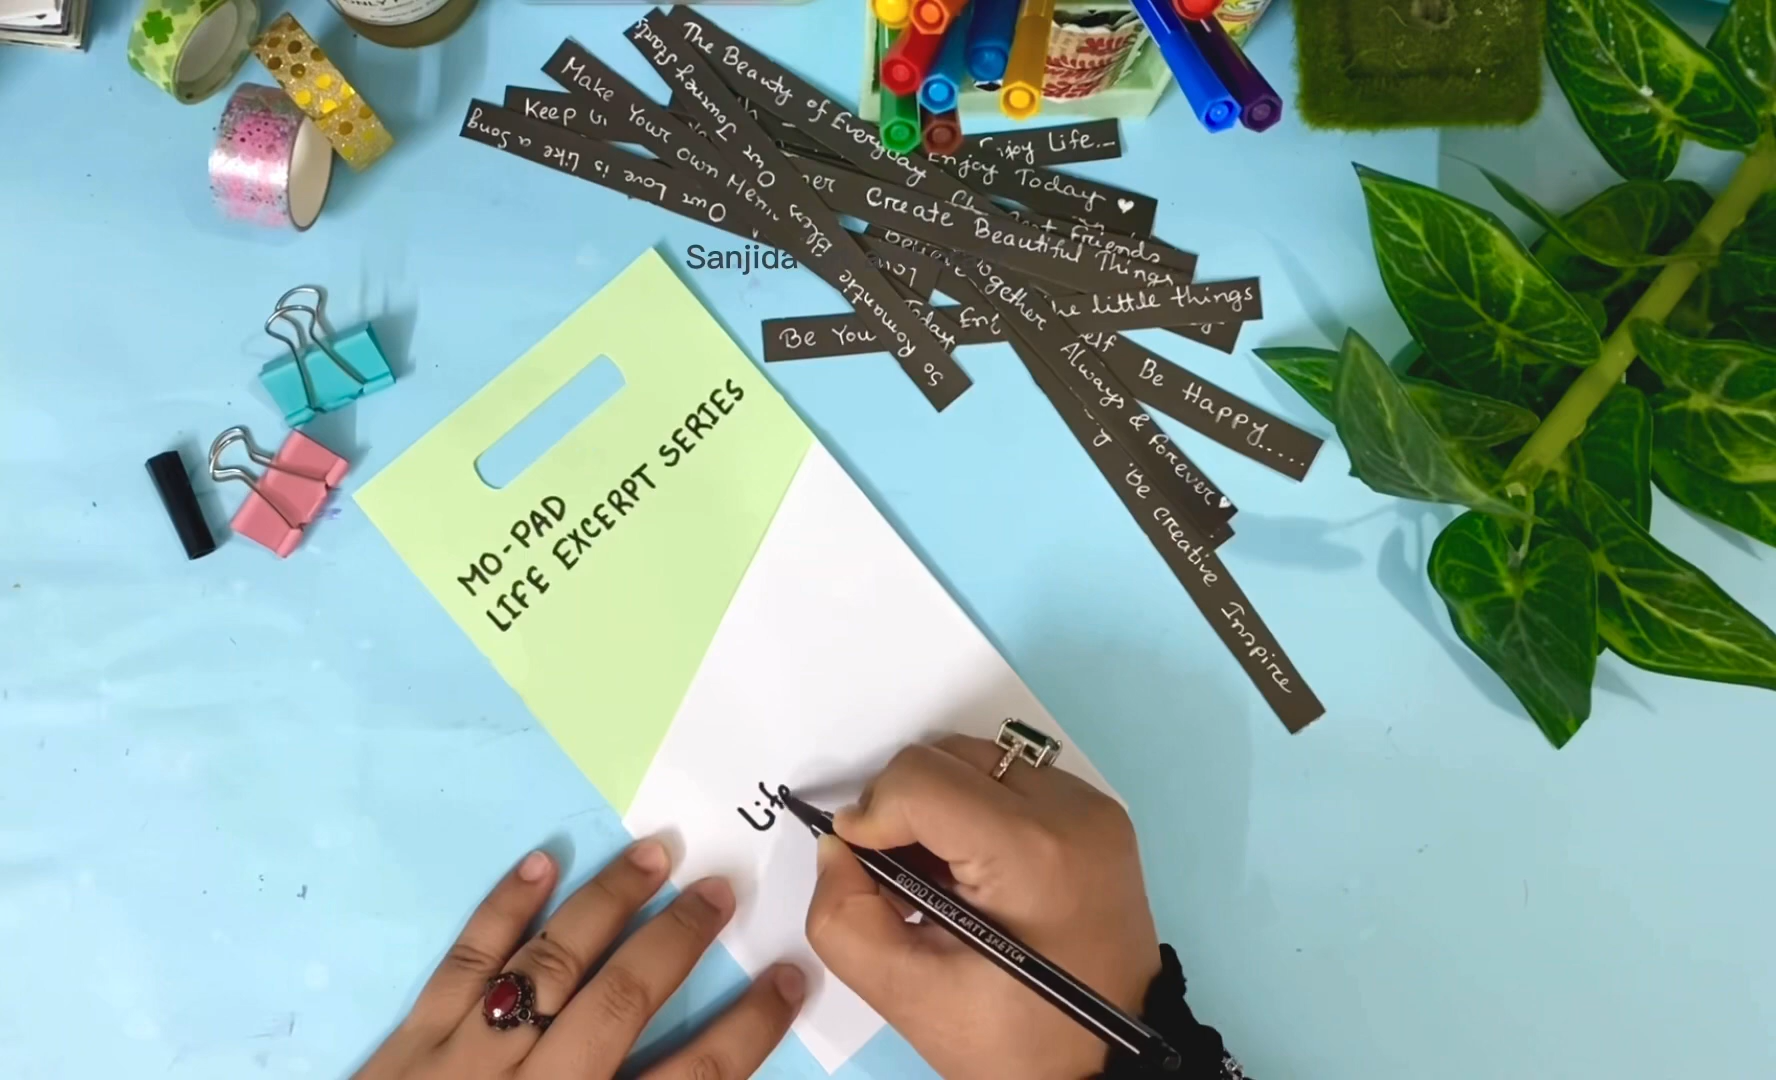 The Beauty of Everyday
Our Journey Starts
Make Your own
Keep
Our Love is Like a Song
Enjoy Life...
Enjoy Today
Friends
Create Beautiful Things
Sanjida
together
the little things
Be You
So Romantic Bliss
Be Happy.....
Always & Forever
Be creative Inspire
MO-PAD
LIFE EXCERPT SERIES
Life
GOOD LUCK ARTY SKETCH